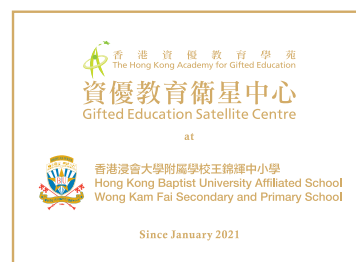 香港資優教育學苑
The Hong Kong Academy for Gifted Education
資優教育衛星中心
Gifted Education Satellite Centre
at
香港浸會大學附屬學校王錦輝中小學
Hong Kong Baptist University Affiliated School
Wong Kam Fai Secondary and Primary School
Since January 2021